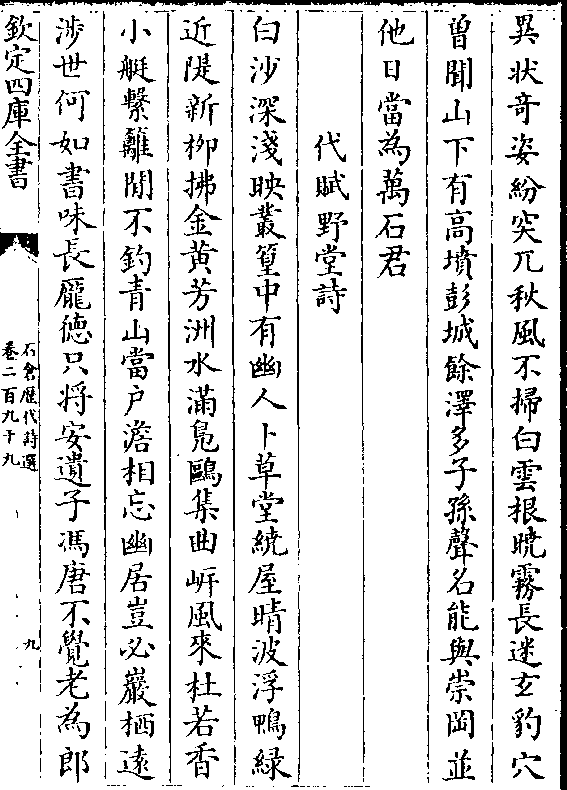 異狀奇姿紛突兀秋風不掃白雲根曉霧長迷玄豹穴
曾聞山下有高墳彭城餘澤多子孫聲名能與崇岡並
他日當為萬石君
代賦野堂詩
白沙深淺映叢篁中有幽人卜草堂繞屋晴波浮鴨緑
近隄新栁拂金黄芳洲水滿鳬鷗集曲㟁風來杜若香
小艇繫籬閒不釣青山當户澹相忘幽居豈必巖栖遠
涉世何如書味長龐德只將安遺子馮唐不覺老為郎
欽定四庫全書
石倉歷代詩選
卷二百九十九
九